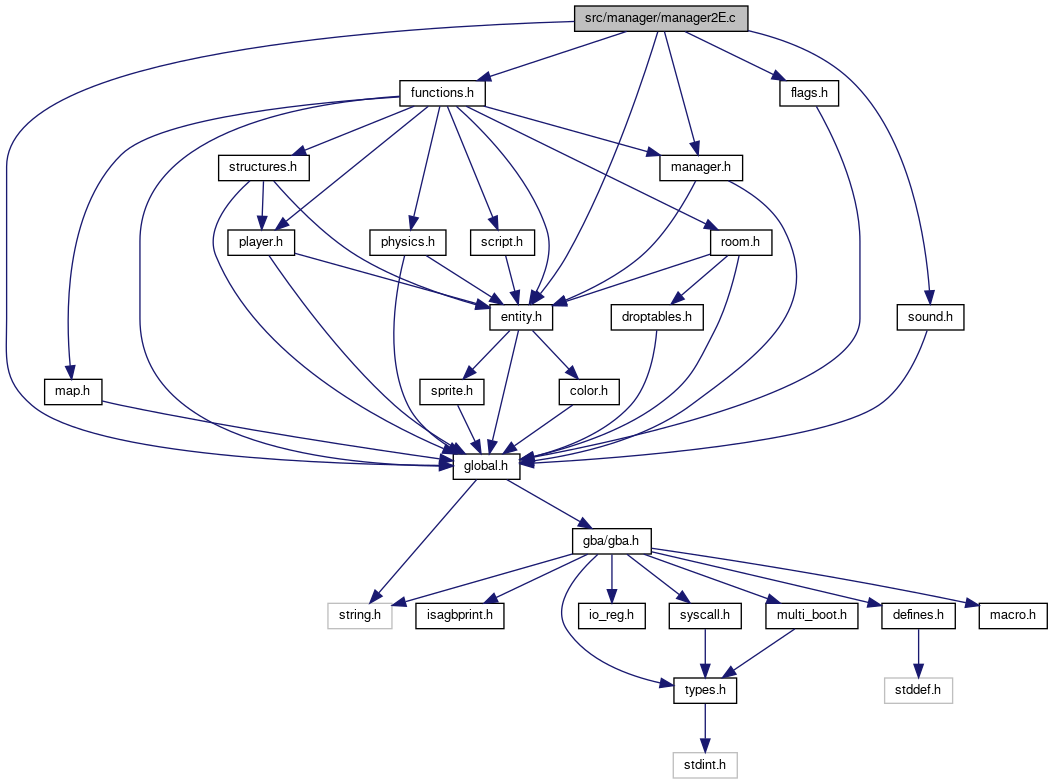 src/manager/manager2E.c
functions.h
flags.h
structures.h
manager.h
player.h
physics.h
script.h
room.h
entity.h
droptables.h
sound.h
map.h
sprite.h
color.h
global.h
gba/gba.h
string.h
isagbprint.h
io_reg.h
syscall.h
multi_boot.h
defines.h
macro.h
types.h
stddef.h
stdint.h